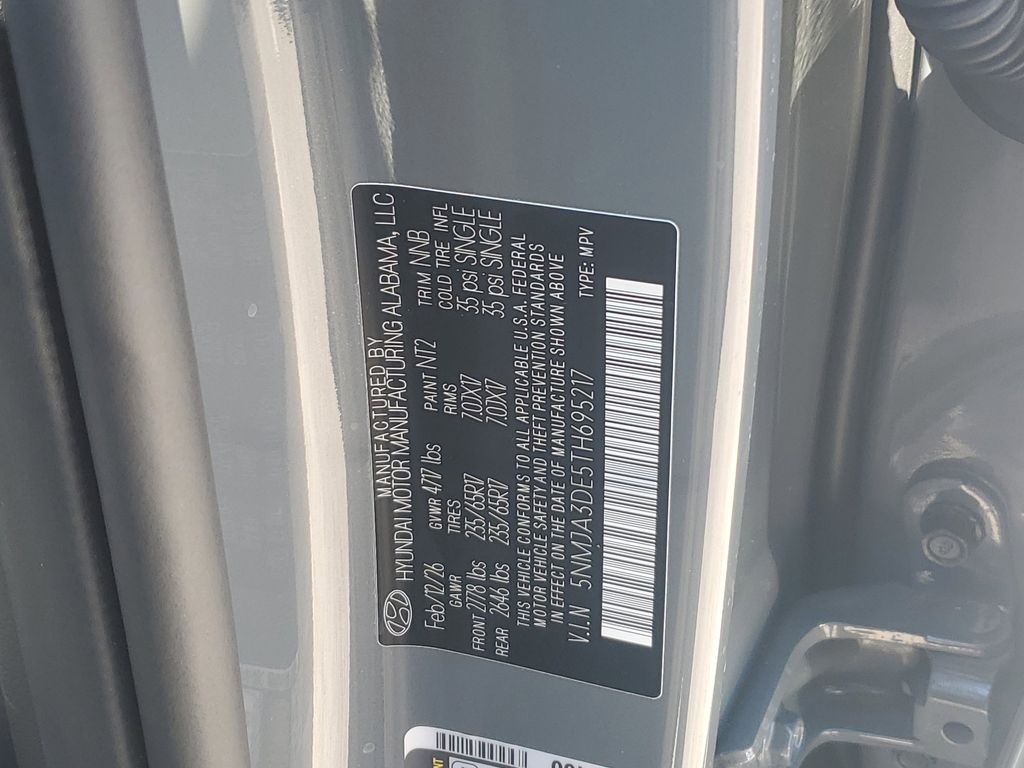 MANUFACTURED BY
HYUNDAI MOTOR MANUFACTURING ALABAMA, LLC
Feb/12/26 GVWR 4717 lbs PAINT NT2 TRIM NNB
GAWR TIRES RIMS COLD TIRE INFL
FRONT 2778 lbs 235/65R17 7.0JX17 35 psi SINGLE
REAR 2646 lbs 235/65R17 7.0JX17 35 psi SINGLE
THIS VEHICLE CONFORMS TO ALL APPLICABLE U.S.A. FEDERAL
MOTOR VEHICLE SAFETY AND THEFT PREVENTION STANDARDS
IN EFFECT ON THE DATE OF MANUFACTURE SHOWN ABOVE
V.I.N 5NMJA3DE5TH695217
TYPE: MPV